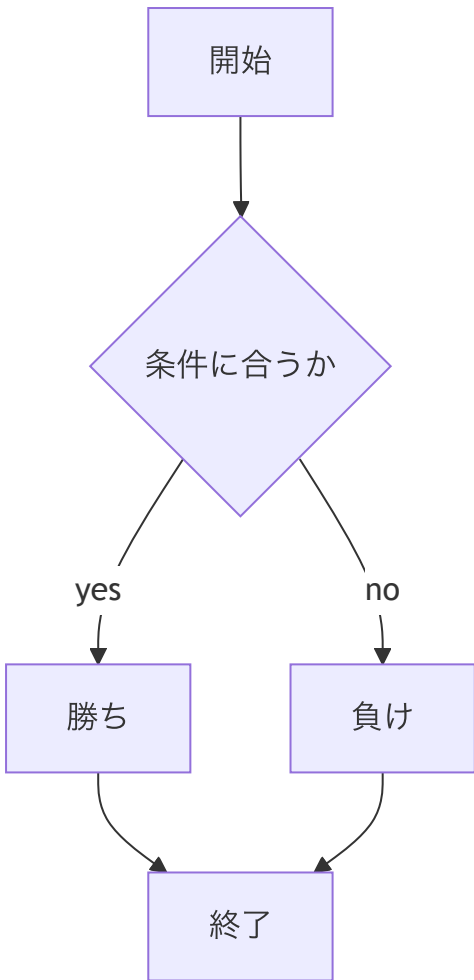 開始
条件に合うか
yes
no
勝ち
負け
終了